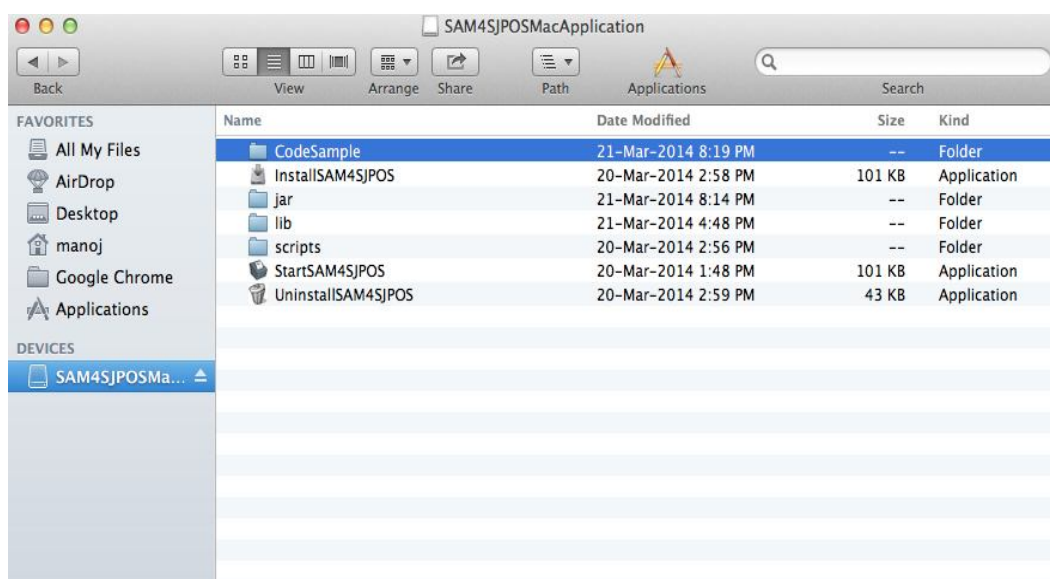 SAM4SJPOSMacApplication
Back View Arrange Share Path Applications Search
FAVORITES
All My Files
AirDrop
Desktop
manoj
Google Chrome
Applications
DEVICES
SAM4SJPOSMa...
Name Date Modified Size Kind
CodeSample 21-Mar-2014 8:19 PM -- Folder
InstallSAM4SJPOS 20-Mar-2014 2:58 PM 101 KB Application
jar 21-Mar-2014 8:14 PM -- Folder
lib 21-Mar-2014 4:48 PM -- Folder
scripts 20-Mar-2014 2:56 PM -- Folder
StartSAM4SJPOS 20-Mar-2014 1:48 PM 101 KB Application
UninstallSAM4SJPOS 20-Mar-2014 2:59 PM 43 KB Application